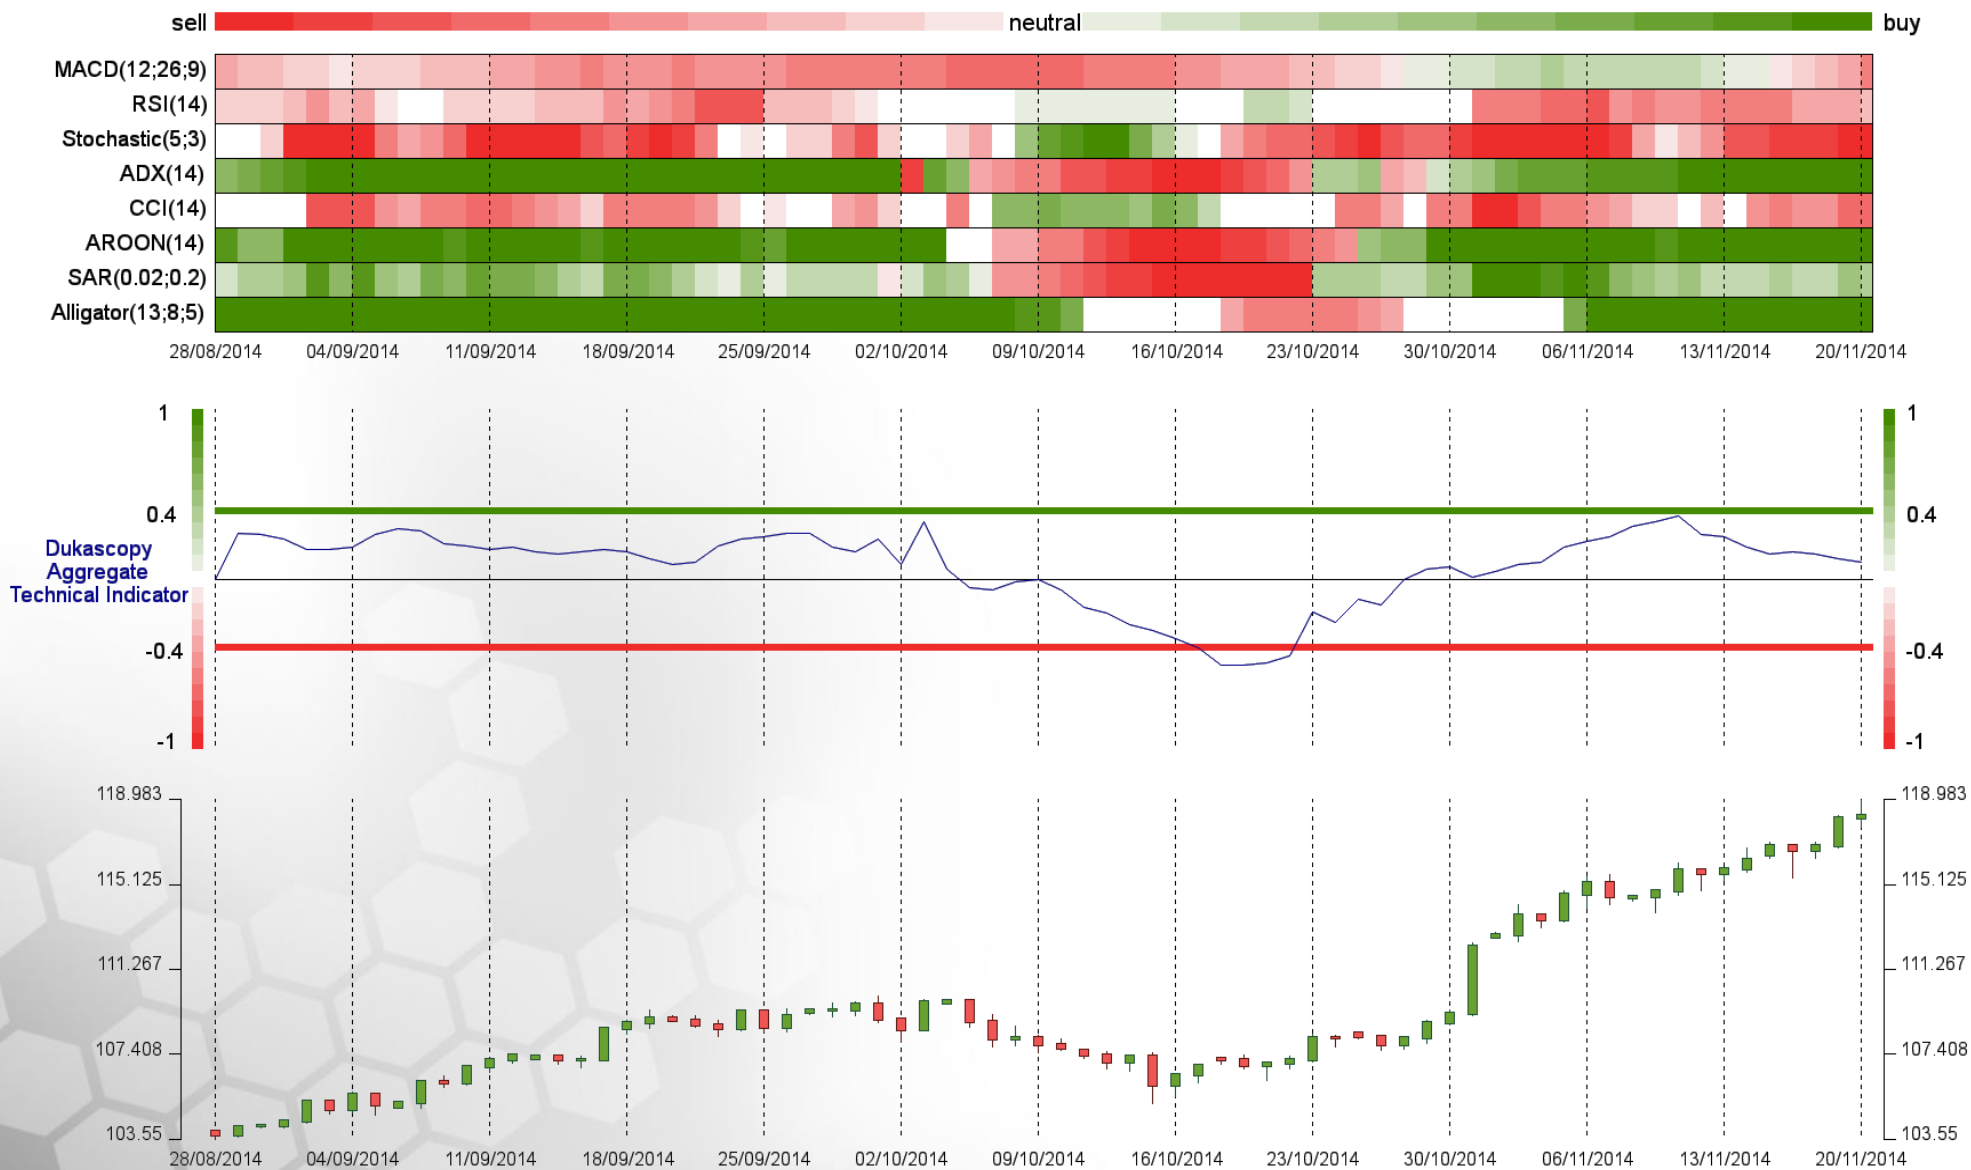 sell neutral buy
MACD(12;26;9)
RSI(14)
Stochastic(5;3)
ADX(14)
CCI(14)
AROON(14)
SAR(0.02;0.2)
Alligator(13;8;5)
28/08/2014 04/09/2014 11/09/2014 18/09/2014 25/09/2014 02/10/2014 09/10/2014 16/10/2014 23/10/2014 30/10/2014 06/11/2014 13/11/2014 20/11/2014
1 1
0.4 0.4
Dukascopy
Aggregate
Technical Indicator
-0.4 -0.4
-1 -1
118.983 118.983
115.125 115.125
111.267 111.267
107.408 107.408
103.55 103.55
28/08/2014 04/09/2014 11/09/2014 18/09/2014 25/09/2014 02/10/2014 09/10/2014 16/10/2014 23/10/2014 30/10/2014 06/11/2014 13/11/2014 20/11/2014